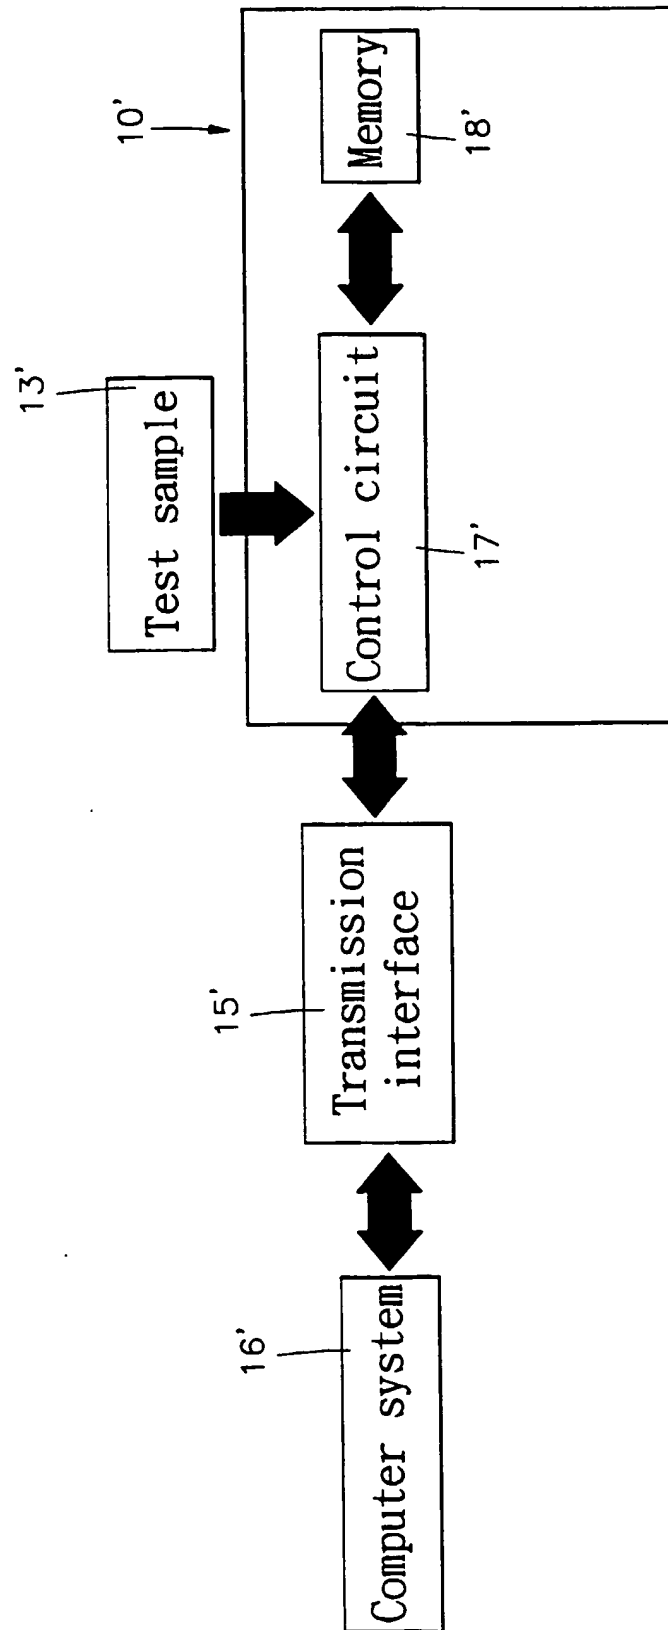 10'
13'
Test sample
Memory
18'
Control circuit
17'
15'
Transmission
interface
16'
Computer system